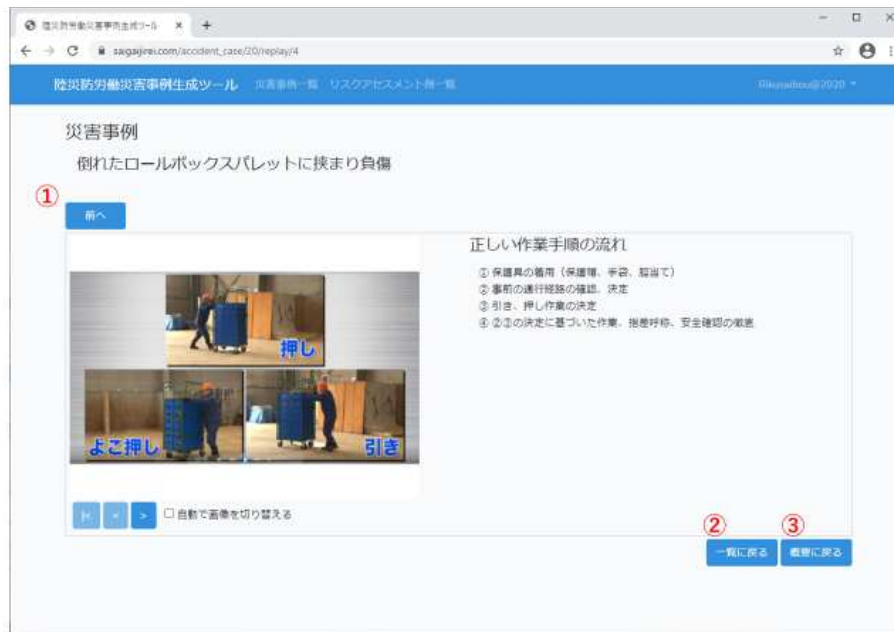 陸災防労働災害事例生成ツール
saigaijirei.com/accident_case/20/replay/4
陸災防労働災害事例生成ツール 災害事例一覧 リスクアセスメント例一覧 Rikusaibou@2020
災害事例
倒れたロールボックスパレットに挟まり負傷
①
前へ
正しい作業手順の流れ
① 保護具の着用（保護帽、手袋、脛当て）
② 事前の通行経路の確認、決定
③ 引き、押し作業の決定
④ ②③の決定に基づいた作業、指差呼称、安全確認の徹底
押し
よこ押し 引き
|< < > 自動で画像を切り替える
② ③
一覧に戻る 概要に戻る